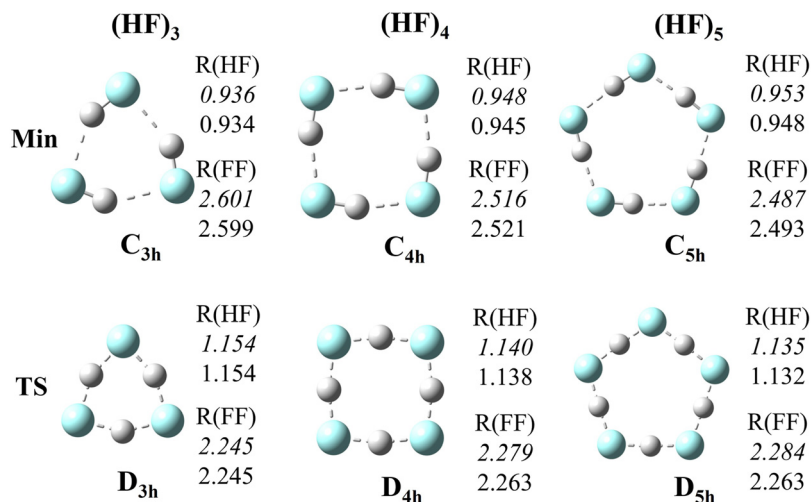 (HF)3
(HF)4
(HF)5
Min
R(HF)
0.936
0.934
R(FF)
2.601
2.599
C3h
R(HF)
0.948
0.945
R(FF)
2.516
2.521
C4h
R(HF)
0.953
0.948
R(FF)
2.487
2.493
C5h
TS
R(HF)
1.154
1.154
R(FF)
2.245
2.245
D3h
R(HF)
1.140
1.138
R(FF)
2.279
2.263
D4h
R(HF)
1.135
1.132
R(FF)
2.284
2.263
D5h